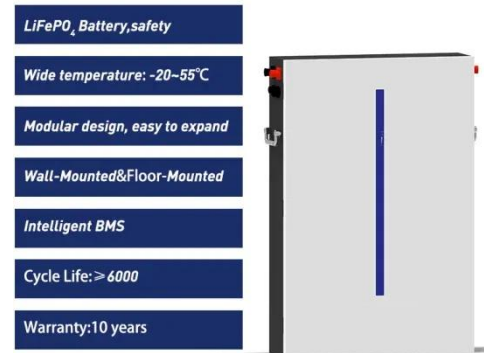 LiFePO₄ Battery,safety
Wide temperature: -20~55℃
Modular design, easy to expand
Wall-Mounted&Floor-Mounted
Intelligent BMS
Cycle Life:≥6000
Warranty:10 years